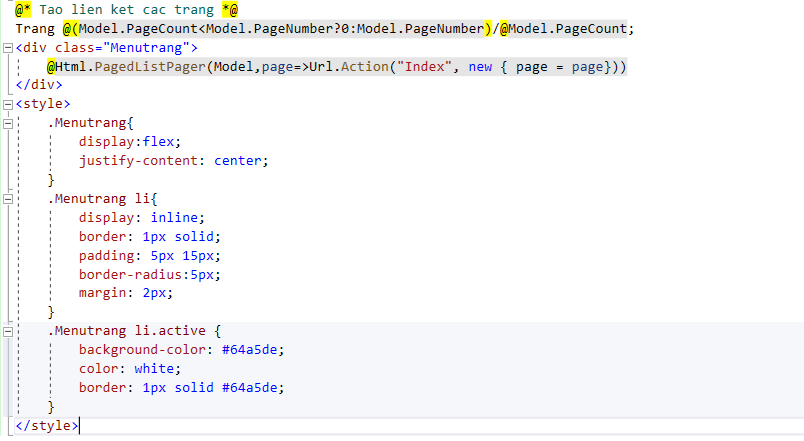 @* Tao lien ket cac trang *@
Trang @(Model.PageCount<Model.PageNumber?0:Model.PageNumber)/@Model.PageCount;
<div class="Menutrang">
@Html.PagedListPager(Model,page=>Url.Action("Index", new { page = page}))
</div>
<style>
.Menutrang{
display:flex;
justify-content: center;
}
.Menutrang li{
display: inline;
border: 1px solid;
padding: 5px 15px;
border-radius:5px;
margin: 2px;
}
.Menutrang li.active {
background-color: #64a5de;
color: white;
border: 1px solid #64a5de;
}
</style>